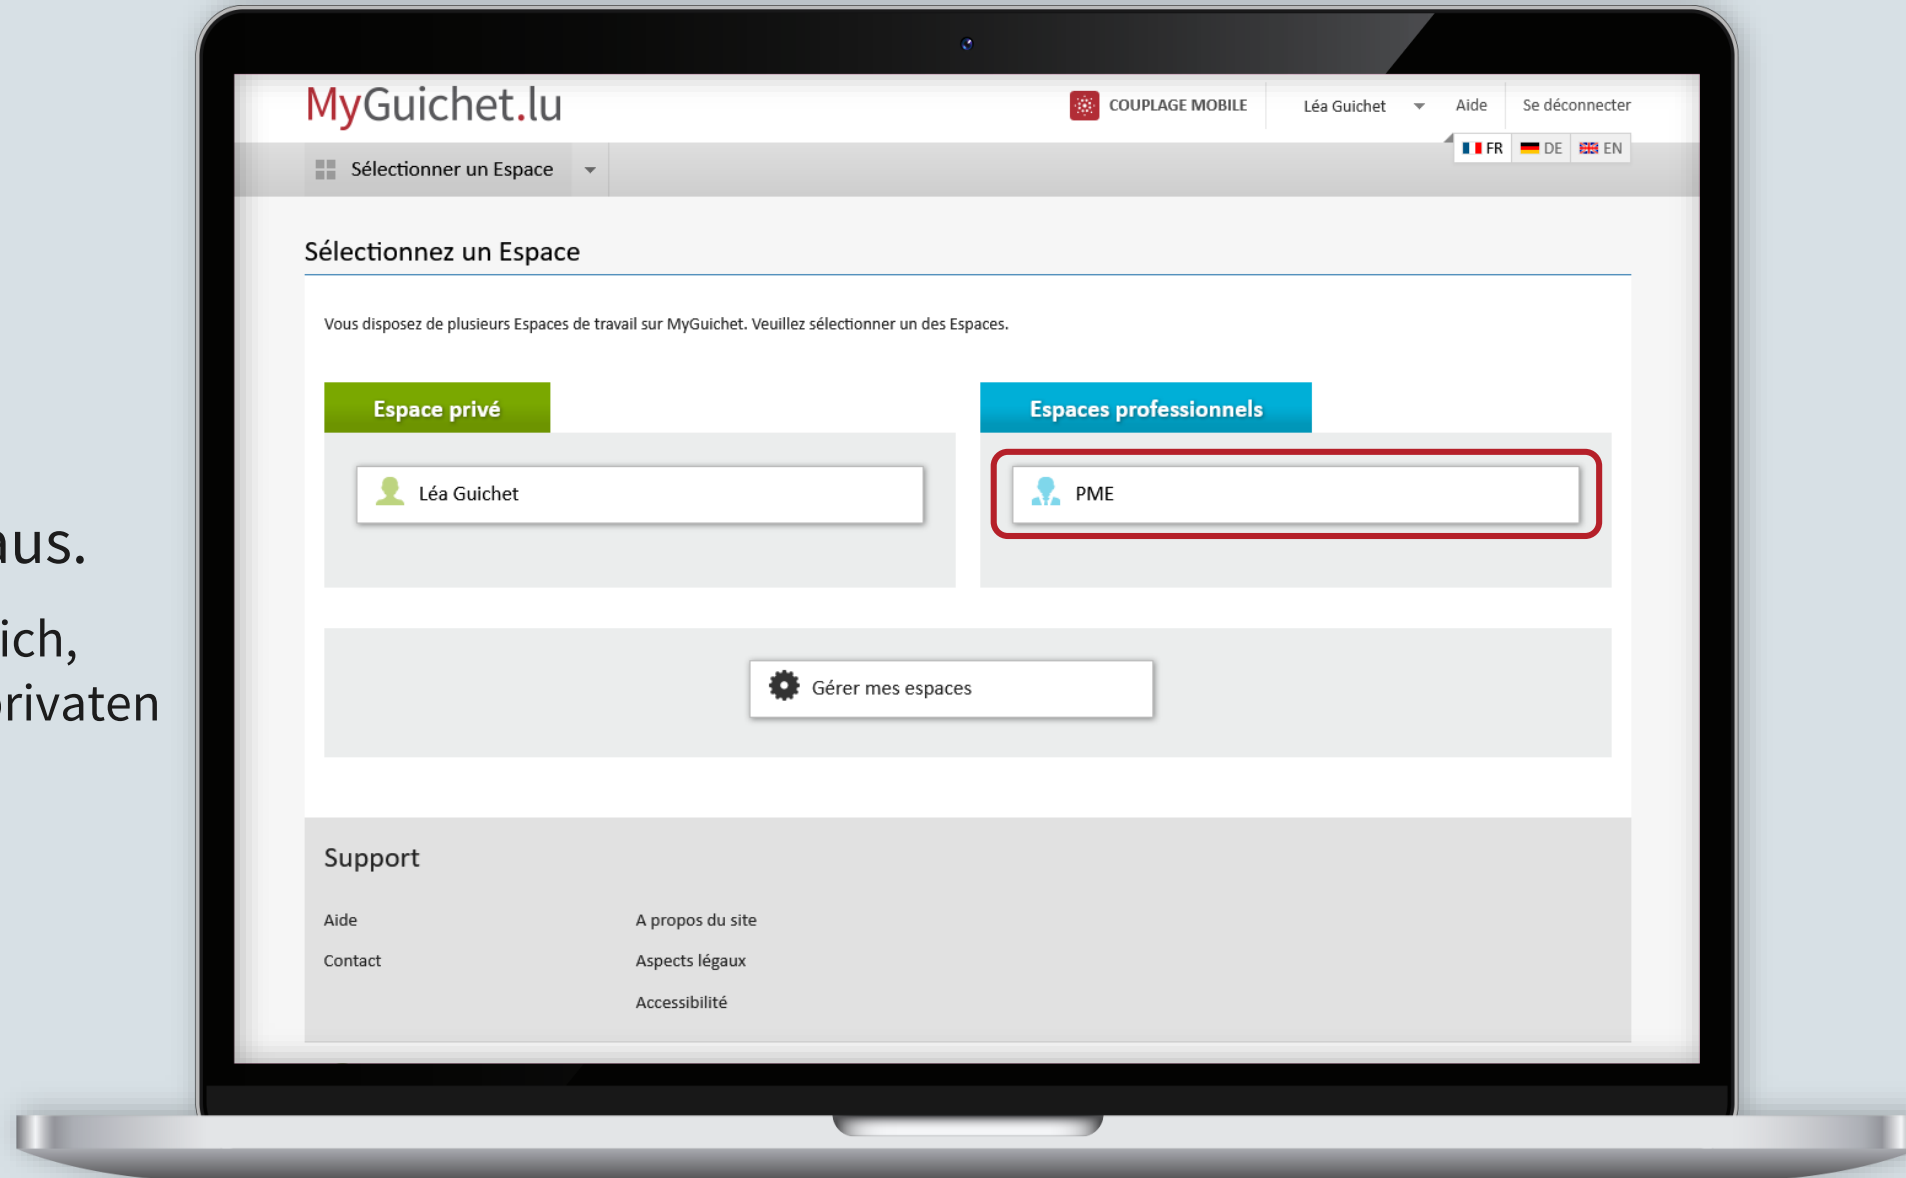 MyGuichet.lu
COUPLAGE MOBILE
Léa Guichet
Aide
Se déconnecter
FR
DE
EN
Sélectionner un Espace
Sélectionnez un Espace
Vous disposez de plusieurs Espaces de travail sur MyGuichet. Veuillez sélectionner un des Espaces.
Espace privé
Espaces professionnels
Léa Guichet
PME
aus.
ich,
privaten
Gérer mes espaces
Support
Aide
A propos du site
Contact
Aspects légaux
Accessibilité